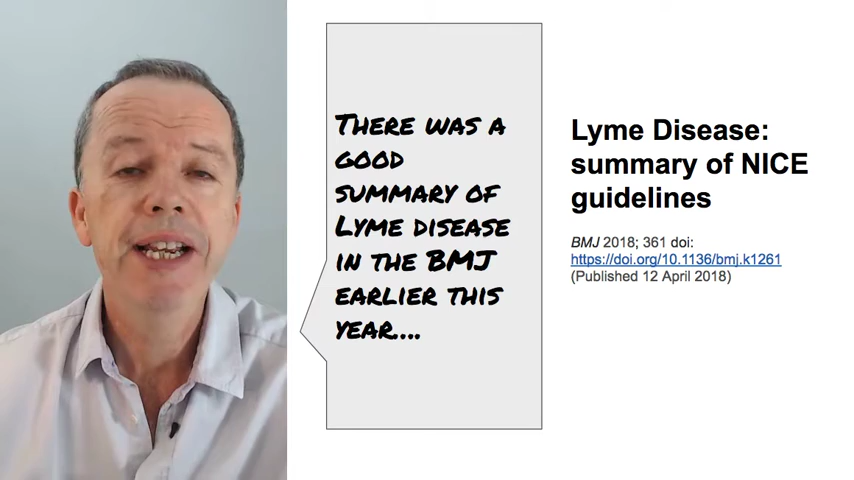 There was a
good
summary of
Lyme disease
in the BMJ
earlier this
year....
Lyme Disease:
summary of NICE
guidelines
BMJ 2018; 361 doi:
https://doi.org/10.1136/bmj.k1261
(Published 12 April 2018)